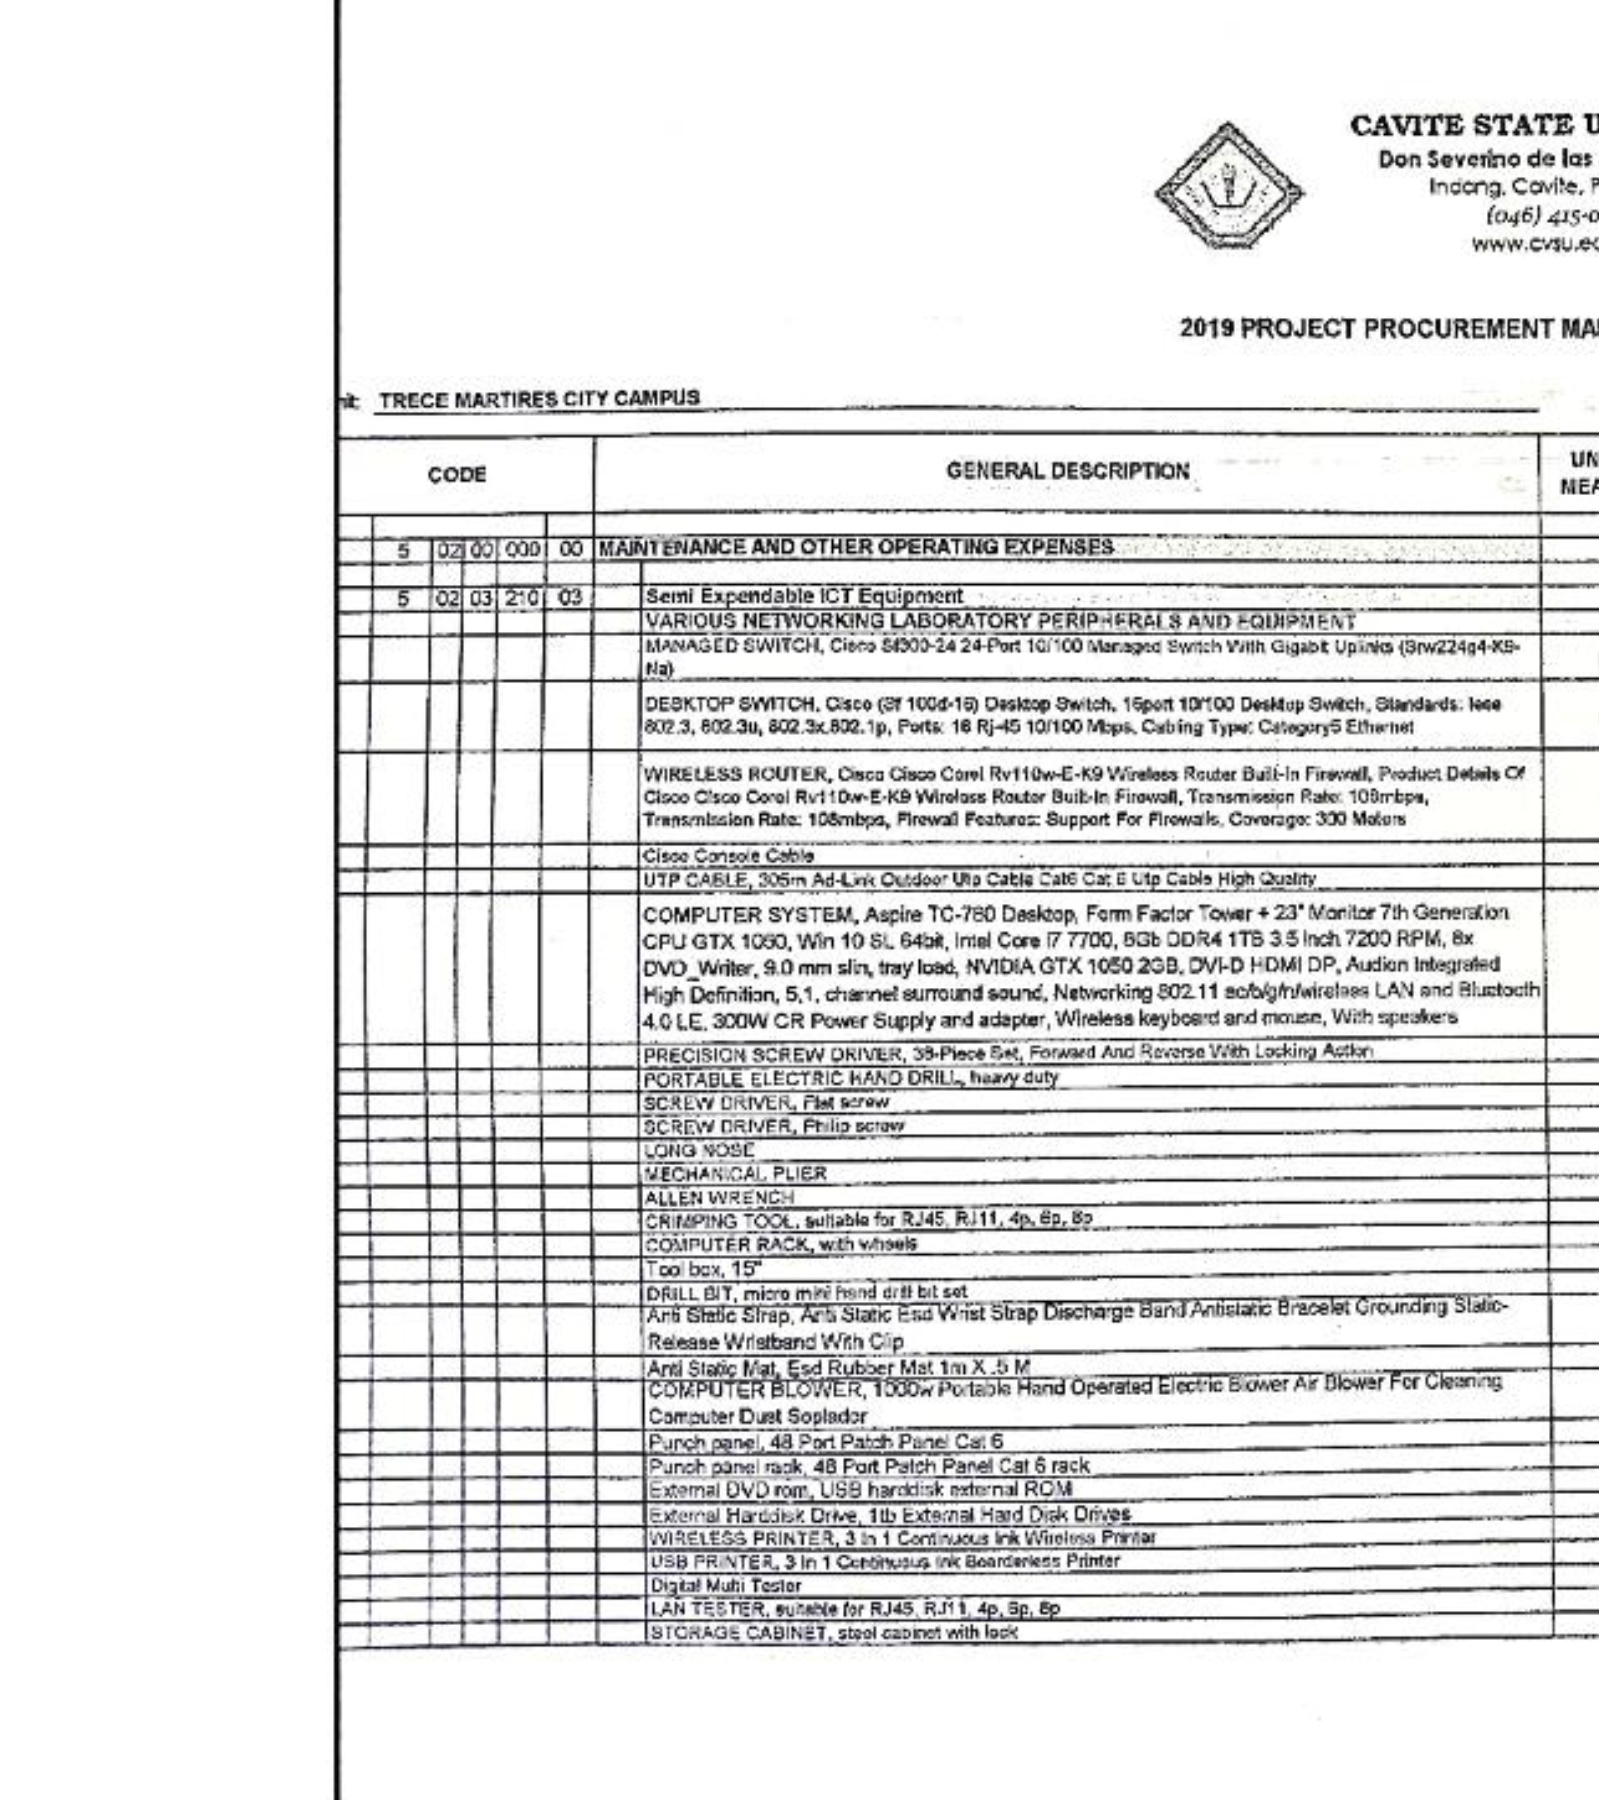 CAVITE STATE U
Don Severino de las
Indang, Cavite, P
(046) 415-0
www.cvsu.ed
2019 PROJECT PROCUREMENT MA
nit: TRECE MARTIRES CITY CAMPUS
CODE GENERAL DESCRIPTION UN
MEA
5 02 00 000 00 MAINTENANCE AND OTHER OPERATING EXPENSES
5 02 03 210 03 Semi Expendable ICT Equipment
VARIOUS NETWORKING LABORATORY PERIPHERALS AND EQUIPMENT
MANAGED SWITCH, Cisco Sf300-24 24-Port 10/100 Managed Switch With Gigabit Uplinks (Srw224g4-K9-
Na)
DESKTOP SWITCH, Cisco (Sf 100d-16) Desktop Switch, 16port 10/100 Desktop Switch, Standards: Ieee
802.3, 802.3u, 802.3x,802.1p, Ports: 16 Rj-45 10/100 Mbps, Cabling Type: Category5 Ethernet
WIRELESS ROUTER, Cisco Cisco Corel Rv110w-E-K9 Wireless Router Built-In Firewall, Product Details Of
Cisco Cisco Corel Rv110w-E-K9 Wireless Router Built-In Firewall, Transmission Rate: 108mbps,
Transmission Rate: 108mbps, Firewall Features: Support For Firewalls, Coverage: 300 Meters
Cisco Console Cable
UTP CABLE, 305m Ad-Link Outdoor Utp Cable Cat6 Cat 6 Utp Cable High Quality
COMPUTER SYSTEM, Aspire TC-780 Desktop, Form Factor Tower + 23" Monitor 7th Generation
CPU GTX 1050, Win 10 SL 64bit, Intel Core i7 7700, 8Gb DDR4 1TB 3.5 Inch 7200 RPM, 8x
DVD_Writer, 9.0 mm slin, tray load, NVIDIA GTX 1050 2GB, DVI-D HDMI DP, Audion Integrated
High Definition, 5,1, channel surround sound, Networking 802.11 ac/b/g/n/wireless LAN and Bluetooth
4.0 LE, 300W CR Power Supply and adapter, Wireless keyboard and mouse, With speakers
PRECISION SCREW DRIVER, 38-Piece Set, Forward And Reverse With Locking Action
PORTABLE ELECTRIC HAND DRILL, heavy duty
SCREW DRIVER, Flat screw
SCREW DRIVER, Philip screw
LONG NOSE
MECHANICAL PLIER
ALLEN WRENCH
CRIMPING TOOL, suitable for RJ45, RJ11, 4p, 6p, 8p
COMPUTER RACK, with wheels
Tool box, 15"
DRILL BIT, micro mini hand drill bit set
Anti Static Strap, Anti Static Esd Wrist Strap Discharge Band Antistatic Bracelet Grounding Static-
Release Wristband With Clip
Anti Static Mat, Esd Rubber Mat 1m X .5 M
COMPUTER BLOWER, 1000w Portable Hand Operated Electric Blower Air Blower For Cleaning
Computer Dust Soplador
Punch panel, 48 Port Patch Panel Cat 6
Punch panel rack, 48 Port Patch Panel Cat 6 rack
External DVD rom, USB harddisk external ROM
External Harddisk Drive, 1tb External Hard Disk Drives
WIRELESS PRINTER, 3 In 1 Continuous Ink Wireless Printer
USB PRINTER, 3 In 1 Continuous Ink Boarderless Printer
Digital Multi Tester
LAN TESTER, suitable for RJ45, RJ11, 4p, 6p, 8p
STORAGE CABINET, steel cabinet with lock